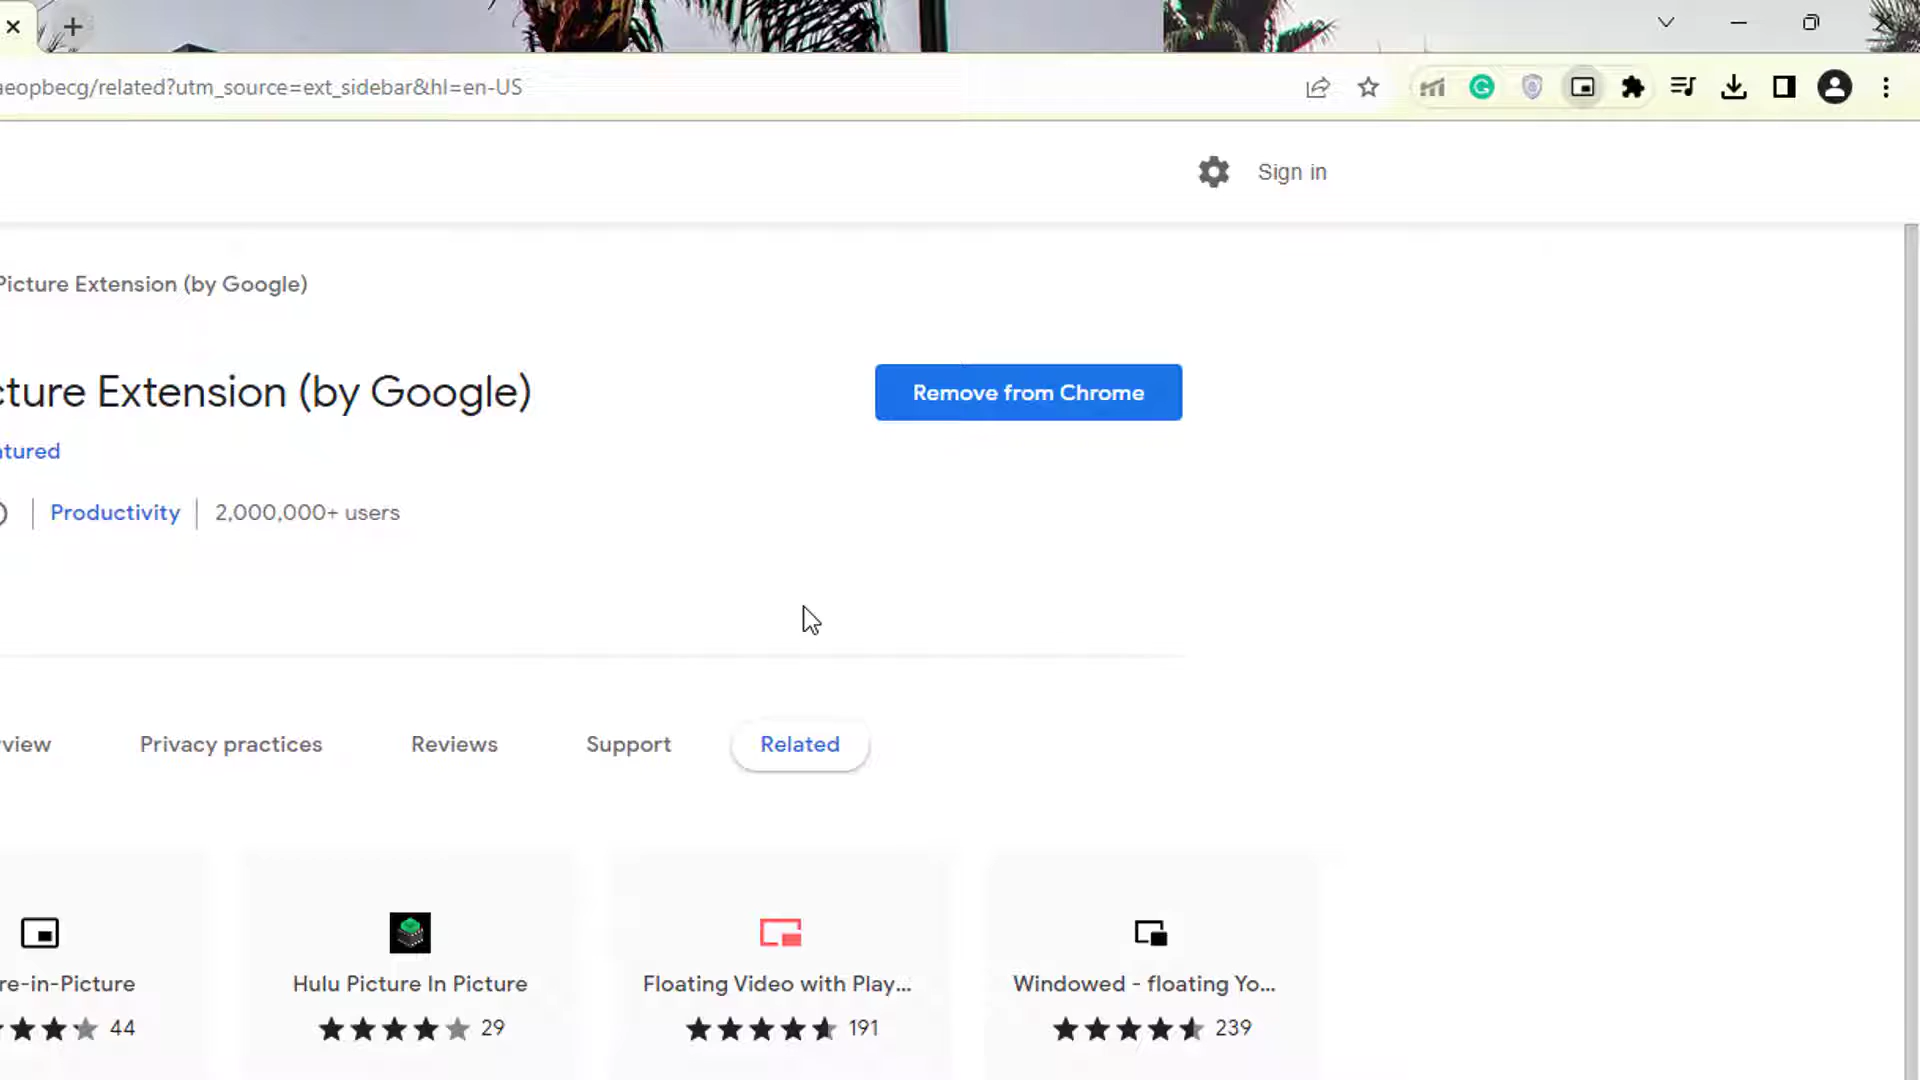 aeopbecg/related?utm_source=ext_sidebar&hl=en-US
Sign in
Picture Extension (by Google)
cture Extension (by Google)
Remove from Chrome
atured
Productivity
2,000,000+ users
view
Privacy practices
Reviews
Support
Related
re-in-Picture
44
Hulu Picture In Picture
29
Floating Video with Play...
191
Windowed - floating Yo...
239